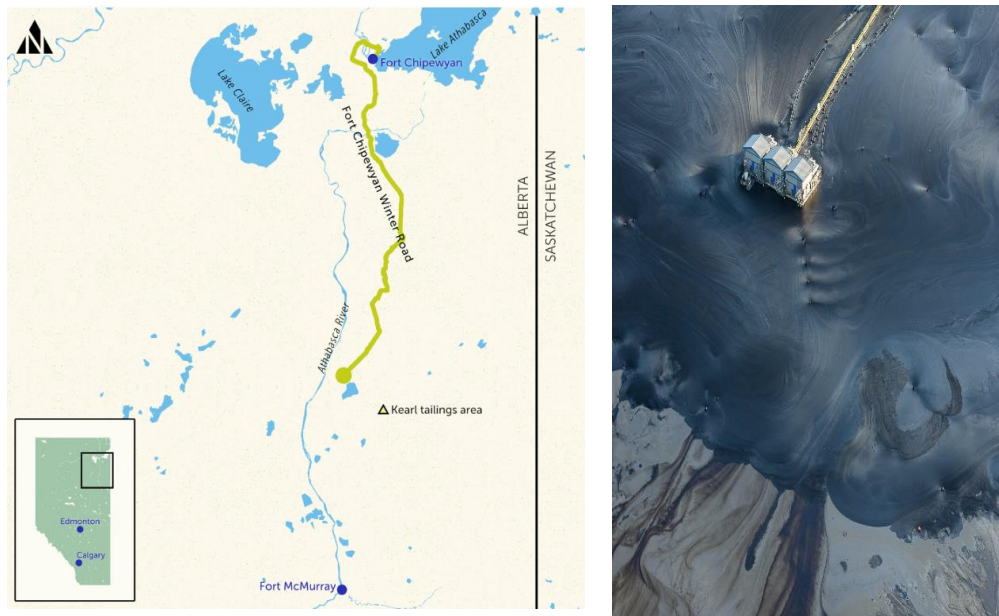 N
Lake Athabasca
Fort Chipewyan
Lake Claire
Fort Chipewyan Winter Road
ALBERTA
SASKATCHEWAN
Athabasca River
Kearl tailings area
Edmonton
Calgary
Fort McMurray